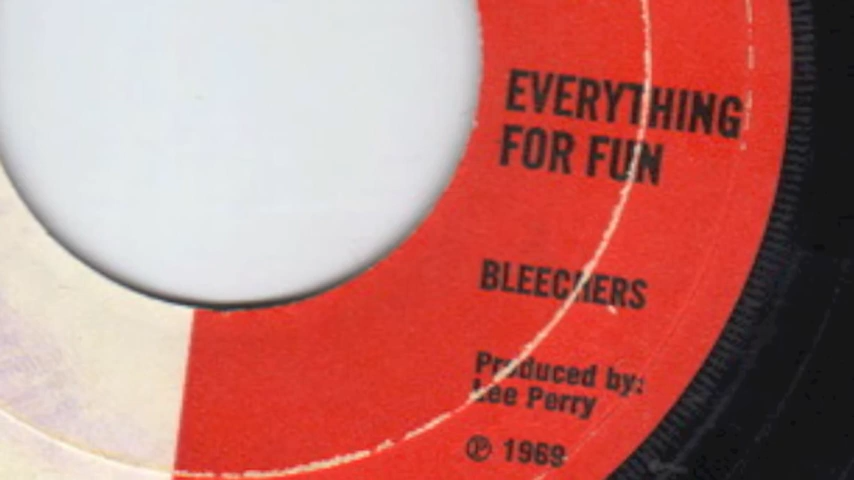 EVERYTHING
FOR FUN
BLEECHERS
Produced by:
Lee Perry
℗ 1969